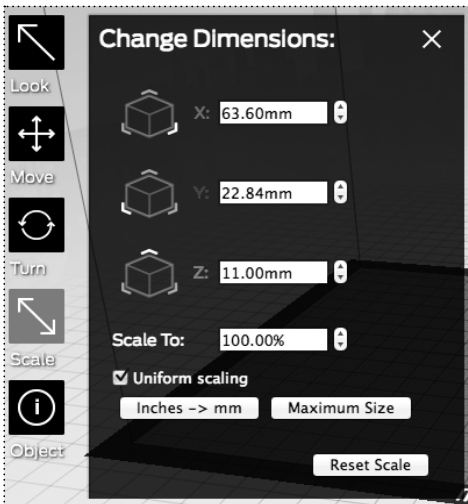 Change Dimensions:
Look
X: 63.60mm
Move
Y: 22.84mm
Turn
Z: 11.00mm
Scale To: 100.00%
Scale
Uniform scaling
Inches -> mm Maximum Size
Object
Reset Scale